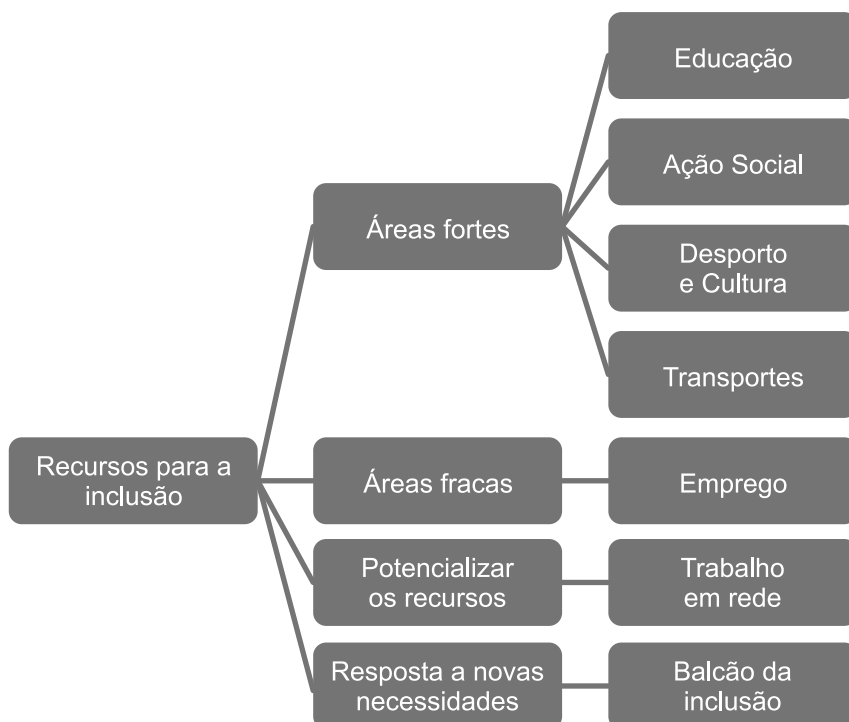 Educação
Ação Social
Áreas fortes
Desporto
e Cultura
Transportes
Recursos para a
inclusão
Áreas fracas
Emprego
Potencializar
os recursos
Trabalho
em rede
Resposta a novas
necessidades
Balcão da
inclusão